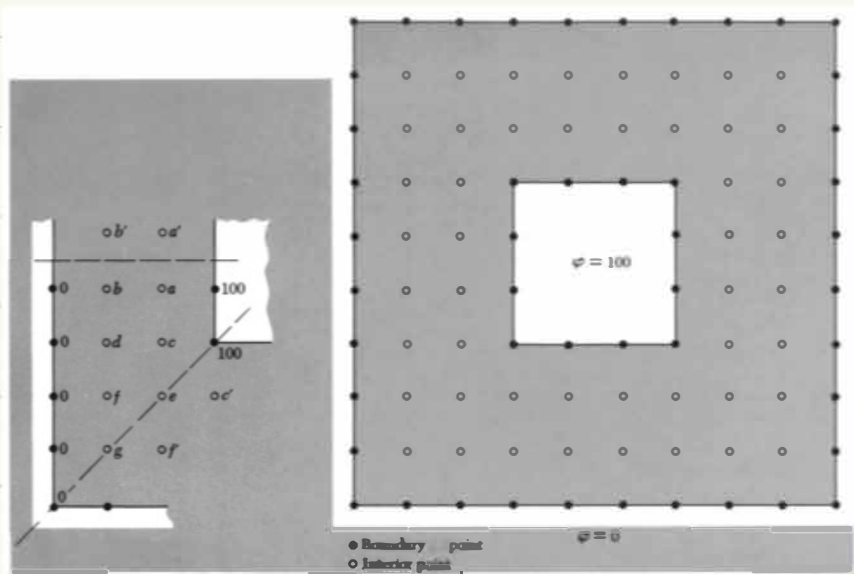 b' a'
0 b a 100
0 d c 100
0 f e c'
0 g f'
0
φ = 100
φ = 0
Boundary point
Interior point